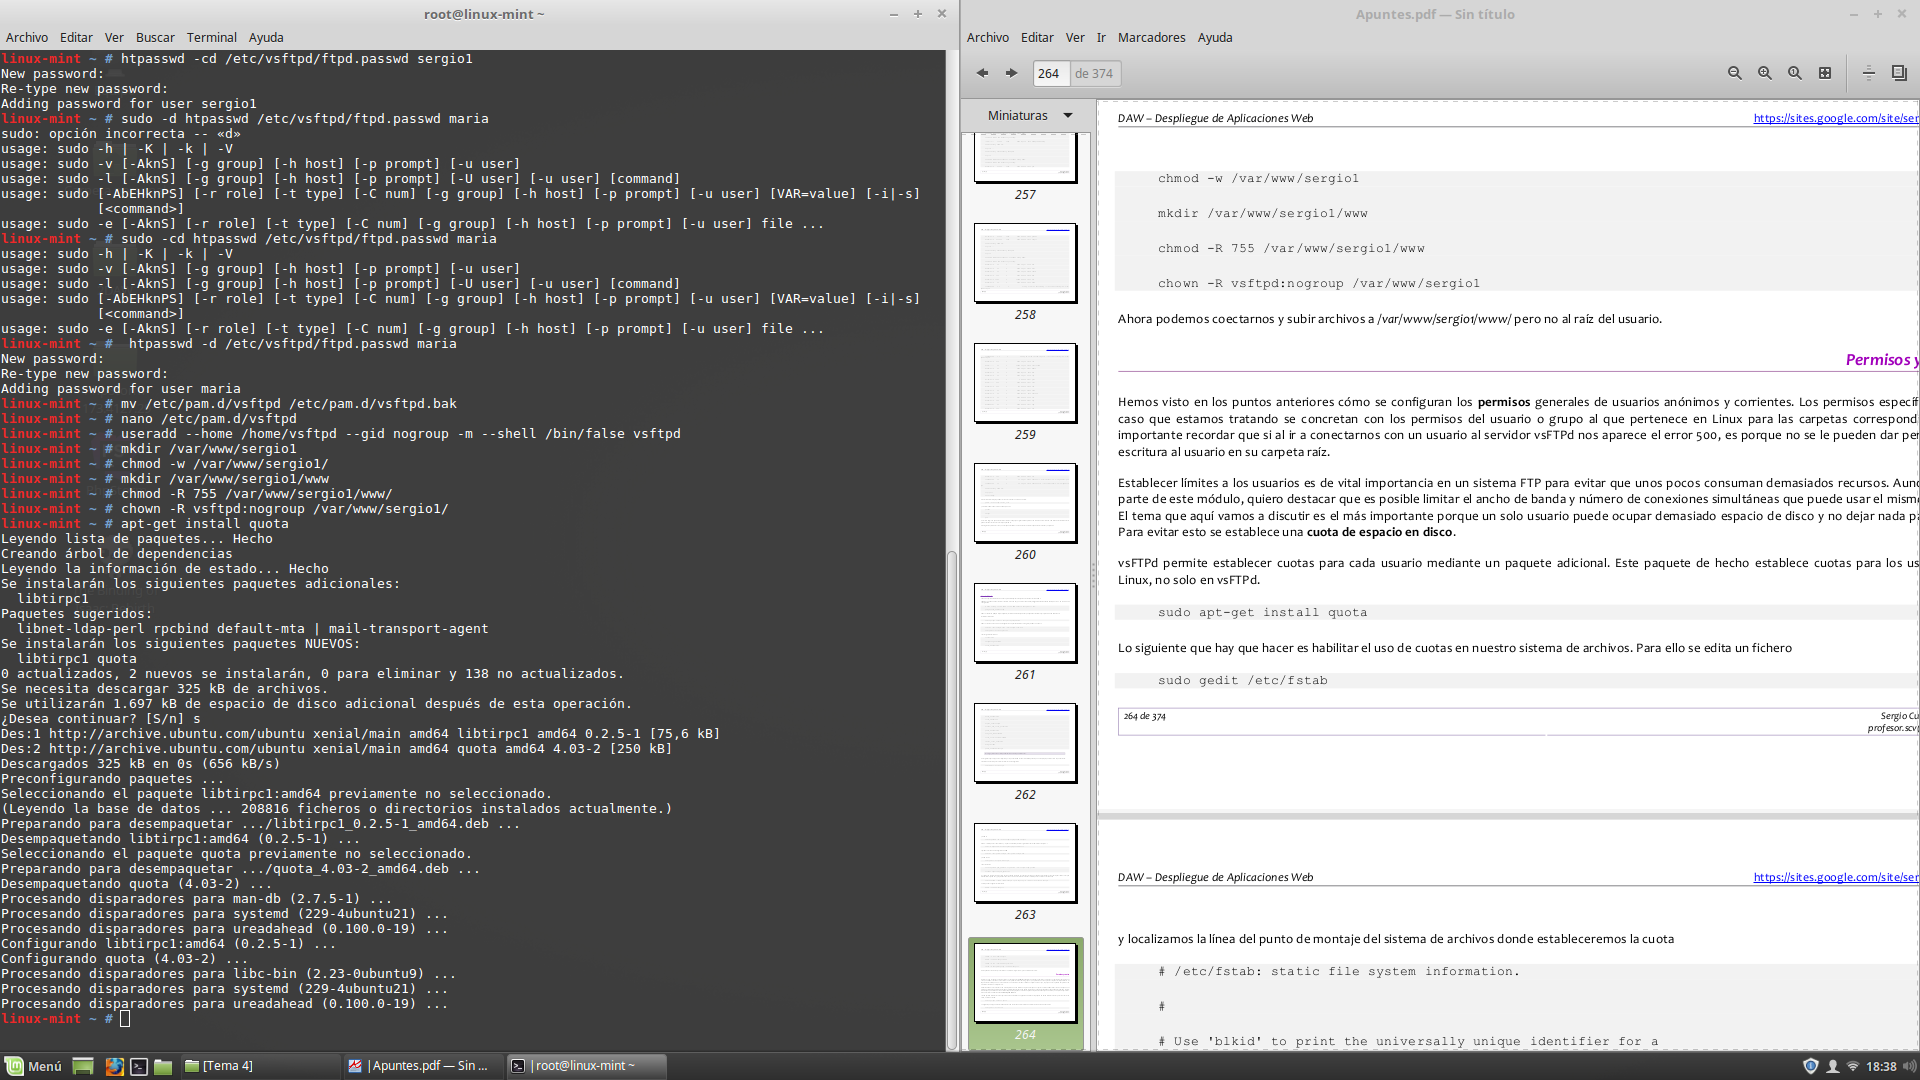 root@linux-mint ~
Archivo Editar Ver Buscar Terminal Ayuda
linux-mint ~ # htpasswd -cd /etc/vsftpd/ftpd.passwd sergio1
New password:
Re-type new password:
Adding password for user sergio1
linux-mint ~ # sudo -d htpasswd /etc/vsftpd/ftpd.passwd maria
sudo: opción incorrecta -- «d»
usage: sudo -h | -K | -k | -V
usage: sudo -v [-AknS] [-g group] [-h host] [-p prompt] [-u user]
usage: sudo -l [-AknS] [-g group] [-h host] [-p prompt] [-U user] [-u user] [command]
usage: sudo [-AbEHknPS] [-r role] [-t type] [-C num] [-g group] [-h host] [-p prompt] [-u user] [VAR=value] [-i|-s]
[<command>]
usage: sudo -e [-AknS] [-r role] [-t type] [-C num] [-g group] [-h host] [-p prompt] [-u user] file ...
linux-mint ~ # sudo -cd htpasswd /etc/vsftpd/ftpd.passwd maria
usage: sudo -h | -K | -k | -V
usage: sudo -v [-AknS] [-g group] [-h host] [-p prompt] [-u user]
usage: sudo -l [-AknS] [-g group] [-h host] [-p prompt] [-U user] [-u user] [command]
usage: sudo [-AbEHknPS] [-r role] [-t type] [-C num] [-g group] [-h host] [-p prompt] [-u user] [VAR=value] [-i|-s]
[<command>]
usage: sudo -e [-AknS] [-r role] [-t type] [-C num] [-g group] [-h host] [-p prompt] [-u user] file ...
linux-mint ~ #  htpasswd -d /etc/vsftpd/ftpd.passwd maria
New password:
Re-type new password:
Adding password for user maria
linux-mint ~ # mv /etc/pam.d/vsftpd /etc/pam.d/vsftpd.bak
linux-mint ~ # nano /etc/pam.d/vsftpd
linux-mint ~ # useradd --home /home/vsftpd --gid nogroup -m --shell /bin/false vsftpd
linux-mint ~ # mkdir /var/www/sergio1
linux-mint ~ # chmod -w /var/www/sergio1/
linux-mint ~ # mkdir /var/www/sergio1/www
linux-mint ~ # chmod -R 755 /var/www/sergio1/www/
linux-mint ~ # chown -R vsftpd:nogroup /var/www/sergio1/
linux-mint ~ # apt-get install quota
Leyendo lista de paquetes... Hecho
Creando árbol de dependencias
Leyendo la información de estado... Hecho
Se instalarán los siguientes paquetes adicionales:
libtirpc1
Paquetes sugeridos:
libnet-ldap-perl rpcbind default-mta | mail-transport-agent
Se instalarán los siguientes paquetes NUEVOS:
libtirpc1 quota
0 actualizados, 2 nuevos se instalarán, 0 para eliminar y 138 no actualizados.
Se necesita descargar 325 kB de archivos.
Se utilizarán 1.697 kB de espacio de disco adicional después de esta operación.
¿Desea continuar? [S/n] s
Des:1 http://archive.ubuntu.com/ubuntu xenial/main amd64 libtirpc1 amd64 0.2.5-1 [75,6 kB]
Des:2 http://archive.ubuntu.com/ubuntu xenial/main amd64 quota amd64 4.03-2 [250 kB]
Descargados 325 kB en 0s (656 kB/s)
Preconfigurando paquetes ...
Seleccionando el paquete libtirpc1:amd64 previamente no seleccionado.
(Leyendo la base de datos ... 208816 ficheros o directorios instalados actualmente.)
Preparando para desempaquetar .../libtirpc1_0.2.5-1_amd64.deb ...
Desempaquetando libtirpc1:amd64 (0.2.5-1) ...
Seleccionando el paquete quota previamente no seleccionado.
Preparando para desempaquetar .../quota_4.03-2_amd64.deb ...
Desempaquetando quota (4.03-2) ...
Procesando disparadores para man-db (2.7.5-1) ...
Procesando disparadores para systemd (229-4ubuntu21) ...
Procesando disparadores para ureadahead (0.100.0-19) ...
Configurando libtirpc1:amd64 (0.2.5-1) ...
Configurando quota (4.03-2) ...
Procesando disparadores para libc-bin (2.23-0ubuntu9) ...
Procesando disparadores para systemd (229-4ubuntu21) ...
Procesando disparadores para ureadahead (0.100.0-19) ...
linux-mint ~ #
Apuntes.pdf — Sin título
Archivo Editar Ver Ir Marcadores Ayuda
264 de 374
Miniaturas
257
258
259
260
261
262
263
264
DAW – Despliegue de Aplicaciones Web https://sites.google.com/site/ser
chmod -w /var/www/sergio1
mkdir /var/www/sergio1/www
chmod -R 755 /var/www/sergio1/www
chown -R vsftpd:nogroup /var/www/sergio1
Ahora podemos coectarnos y subir archivos a /var/www/sergio1/www/ pero no al raíz del usuario.
Permisos y
Hemos visto en los puntos anteriores cómo se configuran los permisos generales de usuarios anónimos y corrientes. Los permisos específ
caso que estamos tratando se concretan con los permisos del usuario o grupo al que pertenece en Linux para las carpetas correspond
importante recordar que si al ir a conectarnos con un usuario al servidor vsFTPd nos aparece el error 500, es porque no se le pueden dar per
escritura al usuario en su carpeta raíz.
Establecer límites a los usuarios es de vital importancia en un sistema FTP para evitar que unos pocos consuman demasiados recursos. Aun
parte de este módulo, quiero destacar que es posible limitar el ancho de banda y número de conexiones simultáneas que puede usar el mism
El tema que aquí vamos a discutir es el más importante porque un solo usuario puede ocupar demasiado espacio de disco y no dejar nada p
Para evitar esto se establece una cuota de espacio en disco.
vsFTPd permite establecer cuotas para cada usuario mediante un paquete adicional. Este paquete de hecho establece cuotas para los us
Linux, no solo en vsFTPd.
sudo apt-get install quota
Lo siguiente que hay que hacer es habilitar el uso de cuotas en nuestro sistema de archivos. Para ello se edita un fichero
sudo gedit /etc/fstab
264 de 374 Sergio Cu
profesor.scv
DAW – Despliegue de Aplicaciones Web https://sites.google.com/site/ser
y localizamos la línea del punto de montaje del sistema de archivos donde estableceremos la cuota
# /etc/fstab: static file system information.
#
# Use 'blkid' to print the universally unique identifier for a
Menú [Tema 4] Apuntes.pdf — Sin ... root@linux-mint ~ 18:38